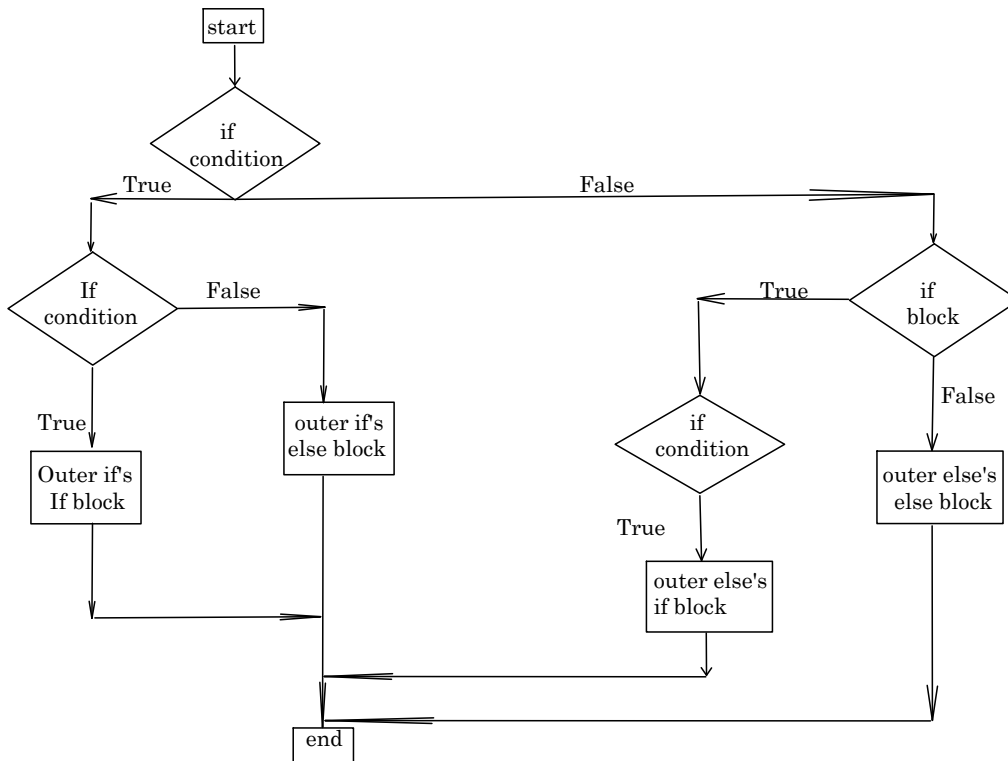 start
if
condition
True
False
If
condition
False
True
if
block
True
outer if's
else block
if
condition
False
Outer if's
If block
outer else's
else block
True
outer else's
if block
end